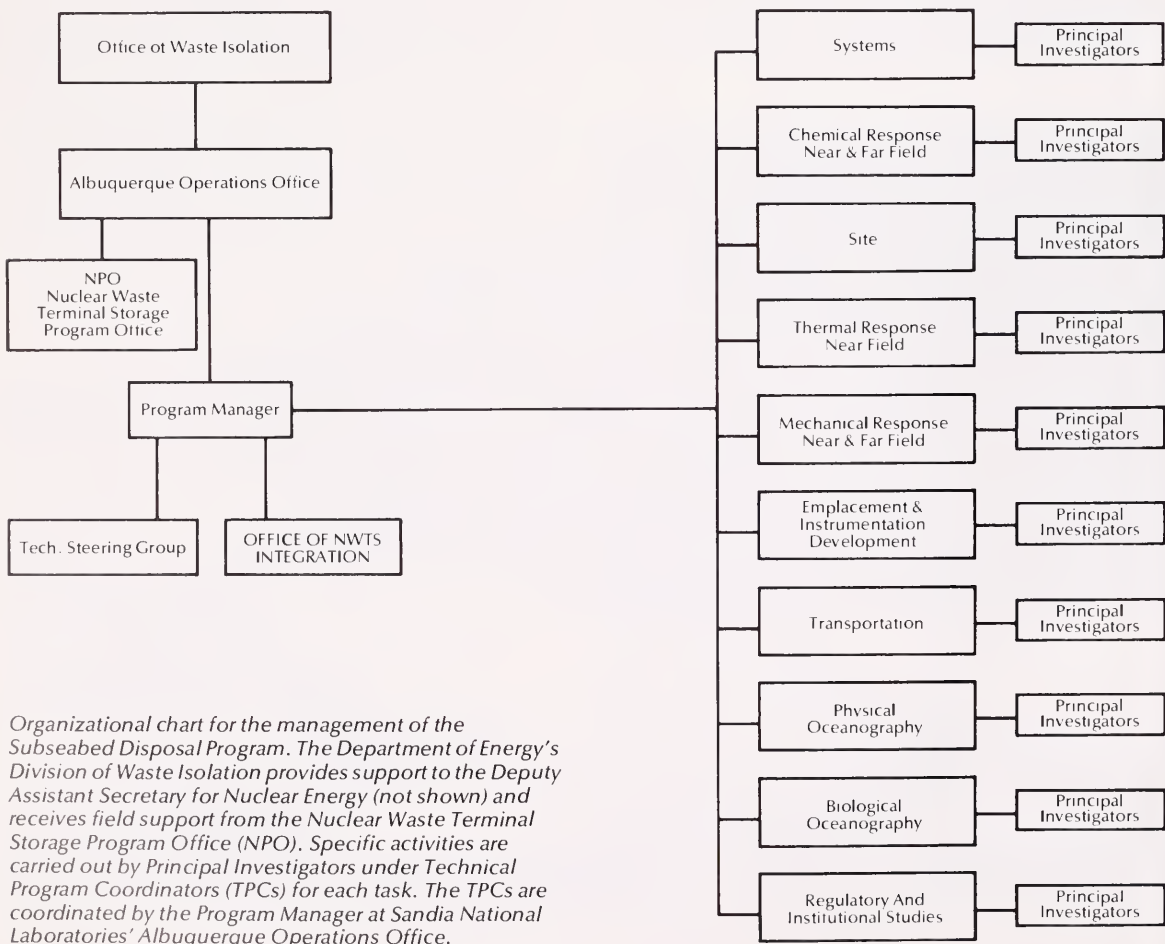 Office of Waste Isolation
Albuquerque Operations Office
NPO
Nuclear Waste
Terminal Storage
Program Office
Program Manager
Tech. Steering Group
OFFICE OF NWTS
INTEGRATION
Systems
Principal
Investigators
Chemical Response
Near & Far Field
Principal
Investigators
Site
Principal
Investigators
Thermal Response
Near Field
Principal
Investigators
Mechanical Response
Near & Far Field
Principal
Investigators
Emplacement &
Instrumentation
Development
Principal
Investigators
Transportation
Principal
Investigators
Physical
Oceanography
Principal
Investigators
Biological
Oceanography
Principal
Investigators
Regulatory And
Institutional Studies
Principal
Investigators
Organizational chart for the management of the
Subseabed Disposal Program. The Department of Energy's
Division of Waste Isolation provides support to the Deputy
Assistant Secretary for Nuclear Energy (not shown) and
receives field support from the Nuclear Waste Terminal
Storage Program Office (NPO). Specific activities are
carried out by Principal Investigators under Technical
Program Coordinators (TPCs) for each task. The TPCs are
coordinated by the Program Manager at Sandia National
Laboratories' Albuquerque Operations Office.